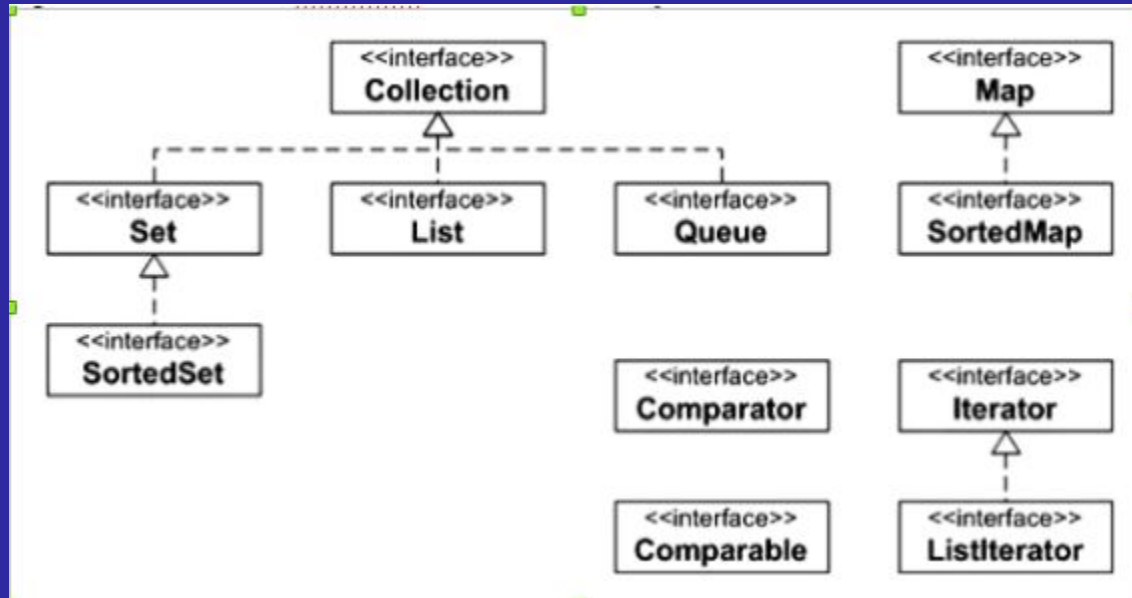 <<interface>>
Collection
<<interface>>
Map
<<interface>>
Set
<<interface>>
List
<<interface>>
Queue
<<interface>>
SortedMap
<<interface>>
SortedSet
<<interface>>
Comparator
<<interface>>
Iterator
<<interface>>
Comparable
<<interface>>
ListIterator